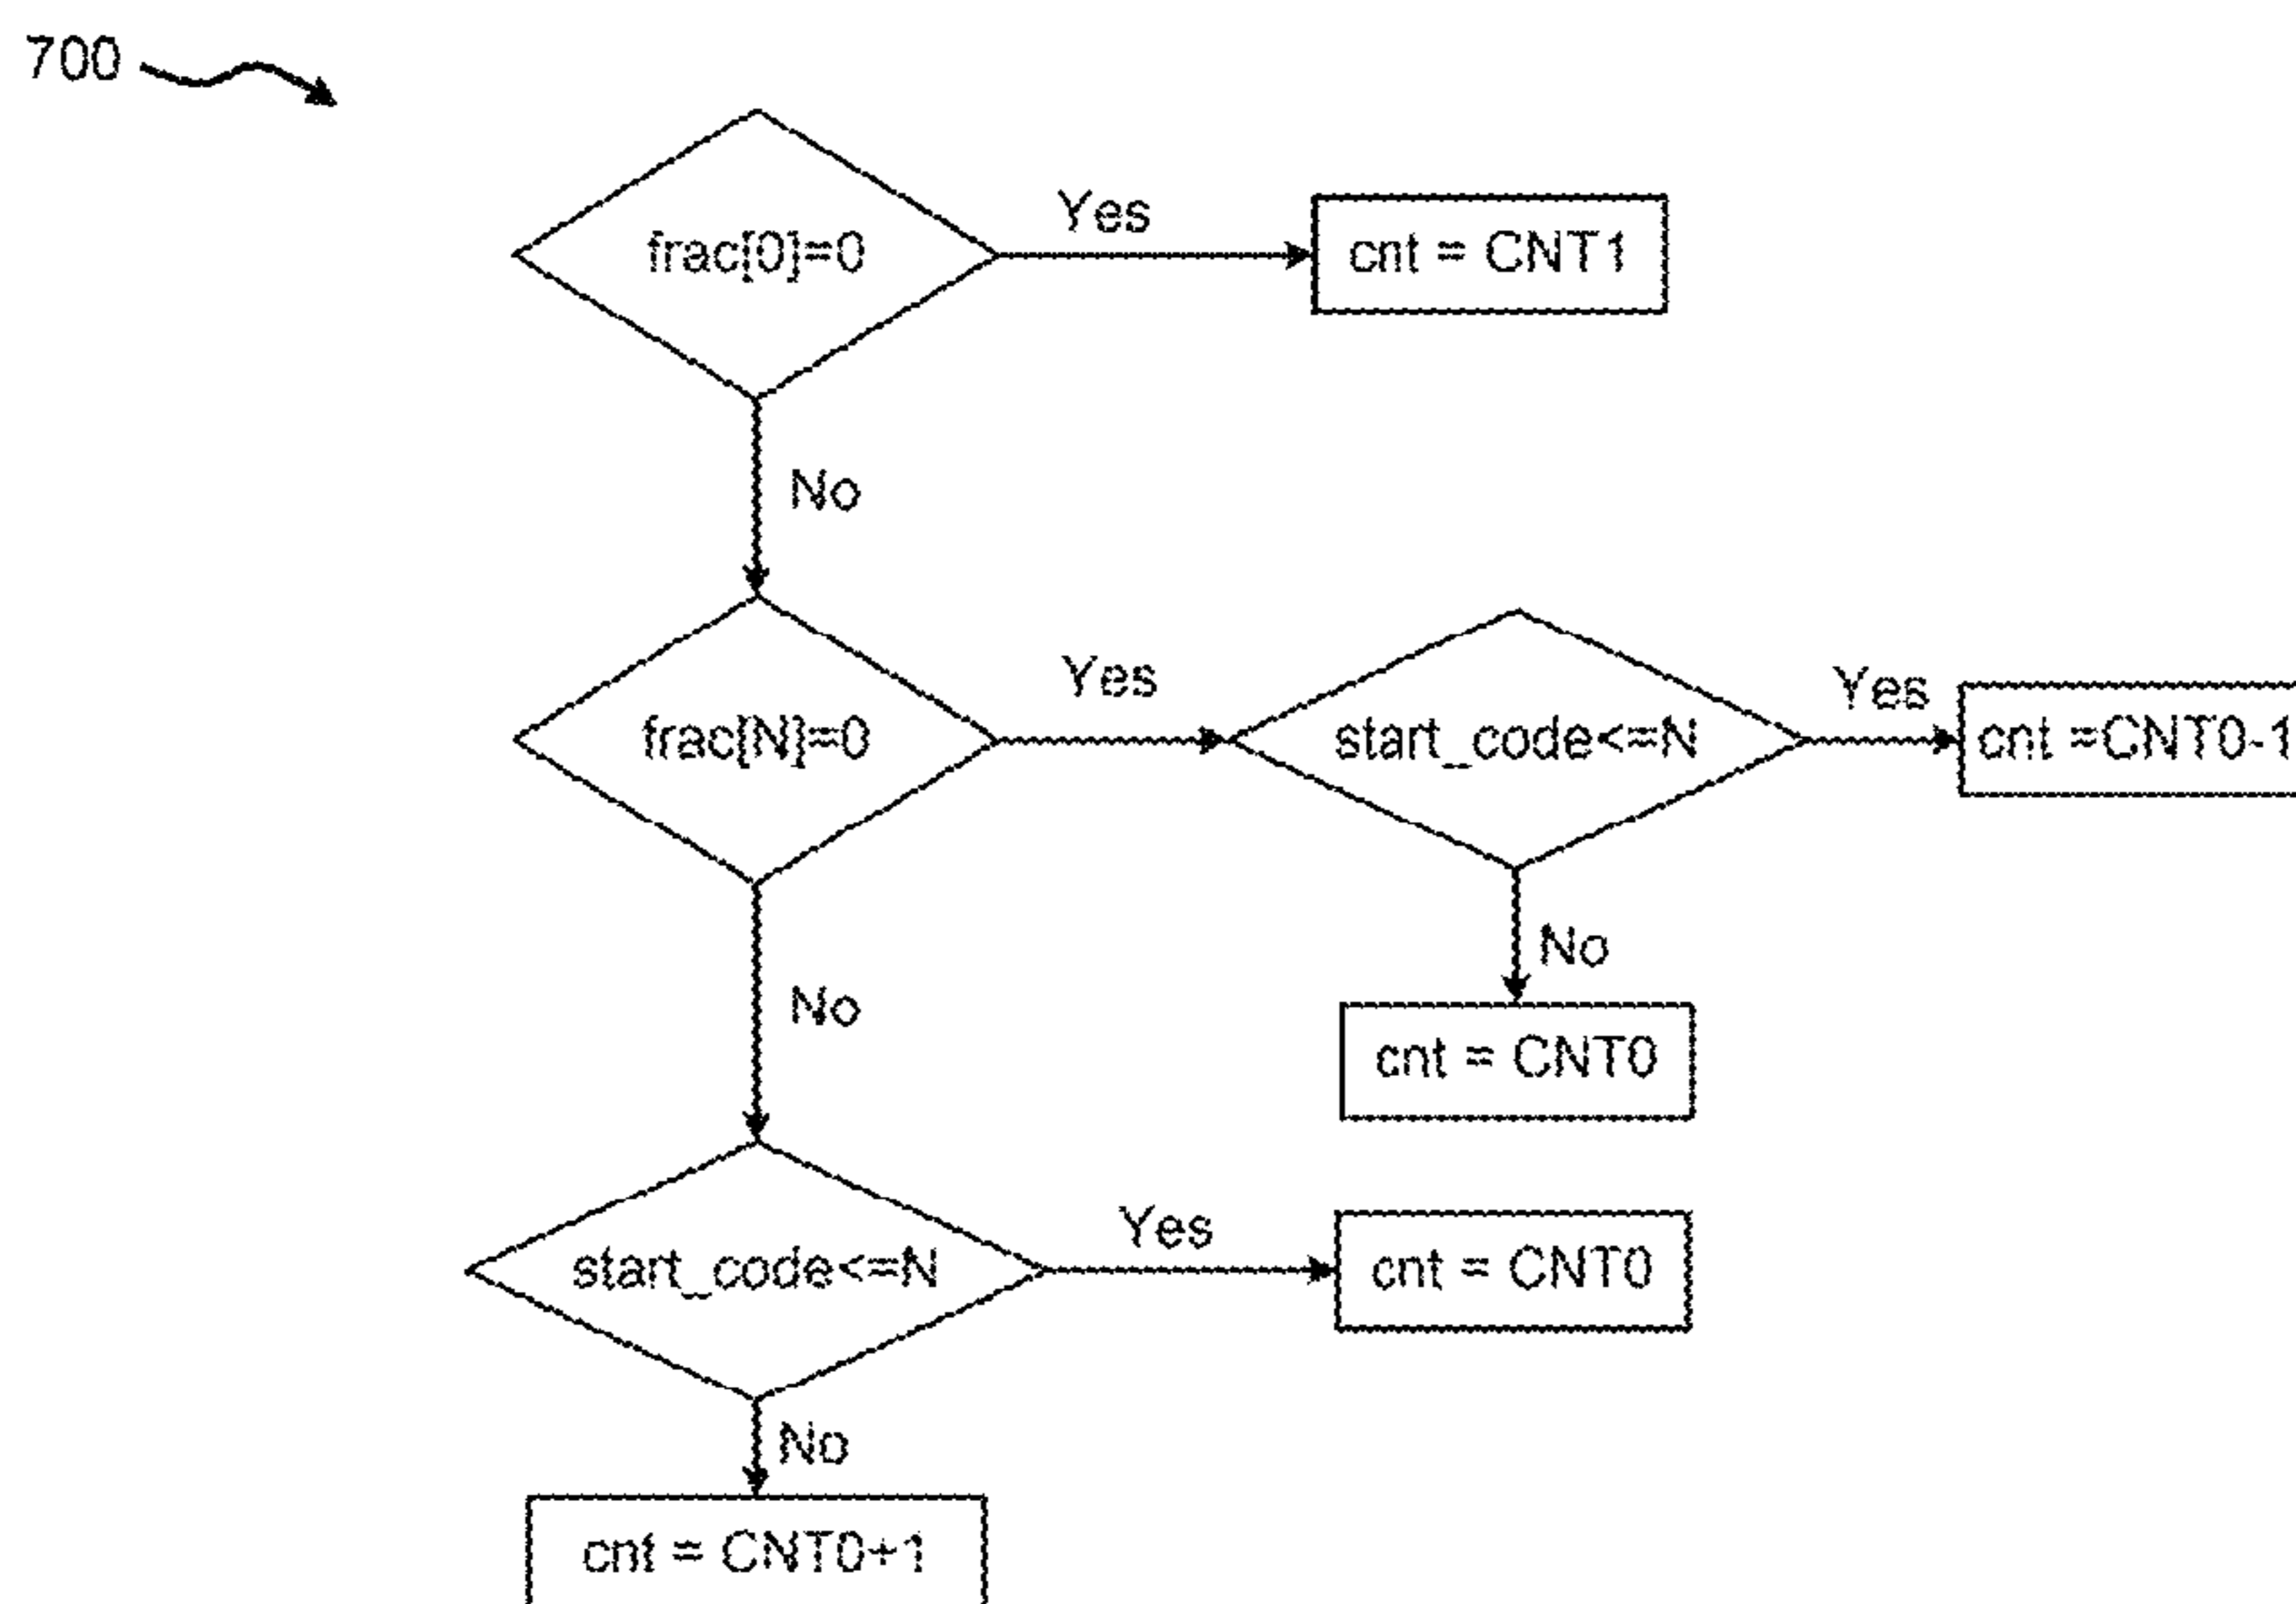 700
frac[0]=0
Yes
cnt = CNT1
No
frac[N]=0
Yes
start_code<=N
Yes
cnt =CNT0-1
No
cnt = CNT0
No
start_code<=N
Yes
cnt = CNT0
No
cnt = CNT0+1